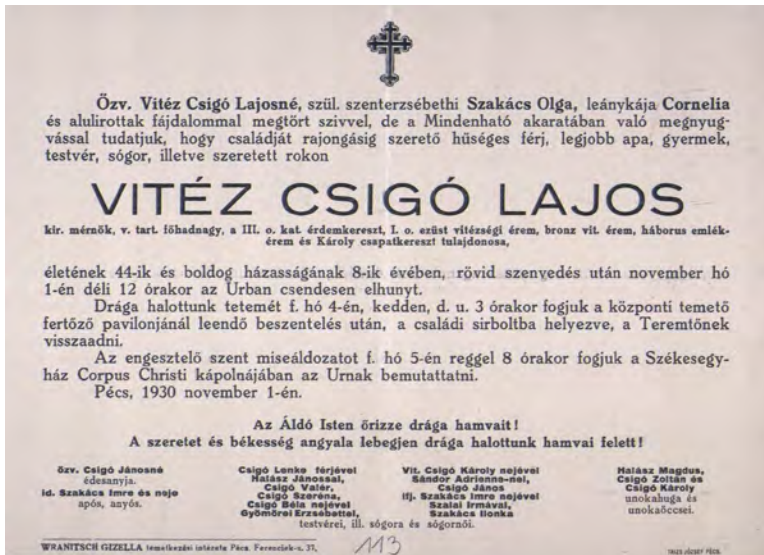 Özv. Vitéz Csigó Lajosné, szül. szenterzsébethi Szakács Olga, leánykája Cornelia
és alulirottak fájdalommal megtört szivvel, de a Mindenható akaratában való megnyug-
vással tudatjuk, hogy családját rajongásig szerető hűséges férj, legjobb apa, gyermek,
testvér, sógor, illetve szeretett rokon
VITÉZ CSIGÓ LAJOS
kir. mérnök, v. tart. főhadnagy, a III. o. kat. érdemkereszt, I. o. ezüst vitézségi érem, bronz vit. érem, háborus emlék-
érem és Károly csapatkereszt tulajdonosa,
életének 44-ik és boldog házasságának 8-ik évében, rövid szenvedés után november hó
1-én déli 12 órakor az Urban csendesen elhunyt.
Drága halottunk tetemét f. hó 4-én, kedden, d. u. 3 órakor fogjuk a központi temető
fertőző pavilonjánál leendő beszentelés után, a családi sirboltba helyezve, a Teremtőnek
visszaadni.
Az engesztelő szent miseáldozatot f. hó 5-én reggel 8 órakor fogjuk a Székesegy-
ház Corpus Christi kápolnájában az Urnak bemutattatni.
Pécs, 1930 november 1-én.
Az Áldó Isten őrizze drága hamvait!
A szeretet és békesség angyala lebegjen drága halottunk hamvai felett!
özv. Csigó Jánosné
édesanyja.
id. Szakács Imre és neje
após, anyós.
Csigó Lenke férjével
Halász Jánossal,
Csigó Valér,
Csigó Szeréna,
Csigó Béla nejével
Gyömörei Erzsébettel,
Vit. Csigó Károly nejével
Sándor Adrienne-nel,
Csigó János
ifj. Szakács Imre nejével
Szalai Irmával,
Szakács Ilonka
testvérei, ill. sógora és sógornői.
Halász Magdus,
Csigó Zoltán és
Csigó Károly
unokahuga és
unokaöccsei.
WRANITSCH GIZELLA temetkezési intézete Pécs, Ferenciek-u. 37.
113
TAIZS JÓZSEF PÉCS.